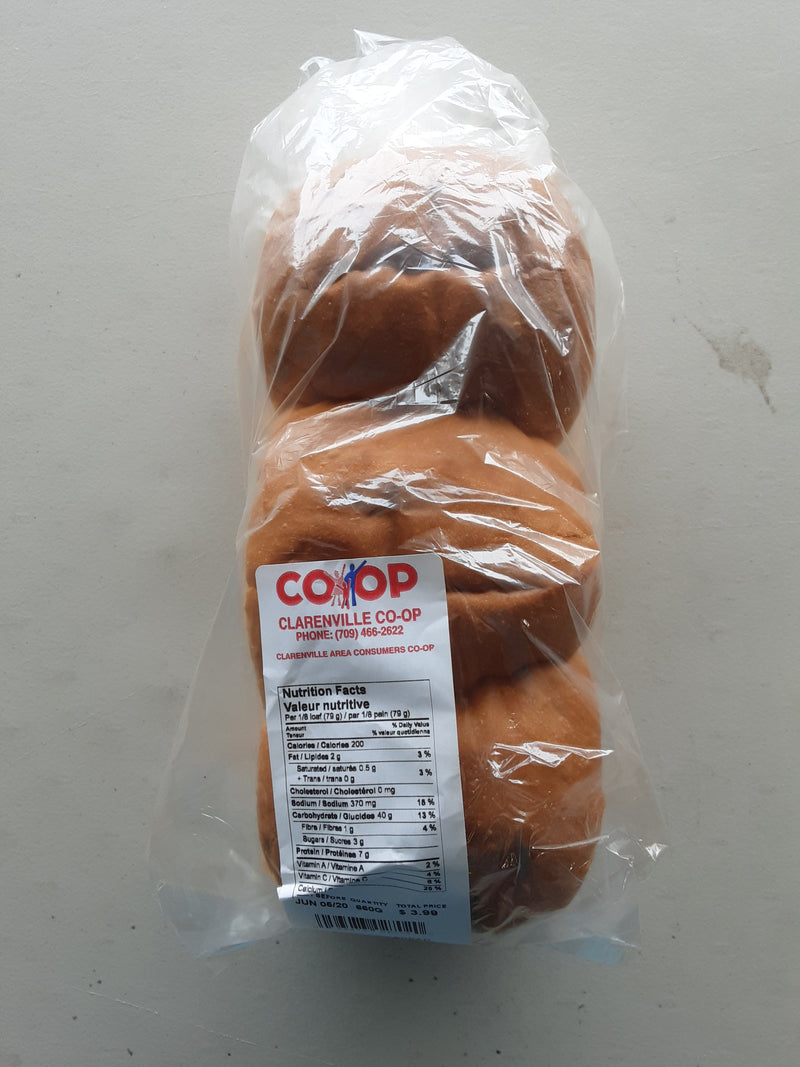 COOP
CLARENVILLE CO-OP
PHONE: (709) 466-2622
CLARENVILLE AREA CONSUMERS CO-OP
Nutrition Facts
Valeur nutritive
Per 1/8 loaf (79 g) / par 1/8 pain (79 g)
Amount % Daily Value
Teneur % valeur quotidienne
Calories / Calories 200
Fat / Lipides 2 g 3 %
Saturated / saturés 0.5 g
+ Trans / trans 0 g 3 %
Cholesterol / Cholestérol 0 mg
Sodium / Sodium 370 mg
Carbohydrate / Glucides 40 g 13 %
Fibre / Fibres 1 g 4 %
Sugars / Sucres 3 g
Protein / Protéines 7 g
Vitamin A / Vitamine A 2 %
Vitamin C / Vitamine C 4 %
Calcium /
BEFORE QUANTITY TOTAL PRICE
JUN 06/20 660G $ 3.99